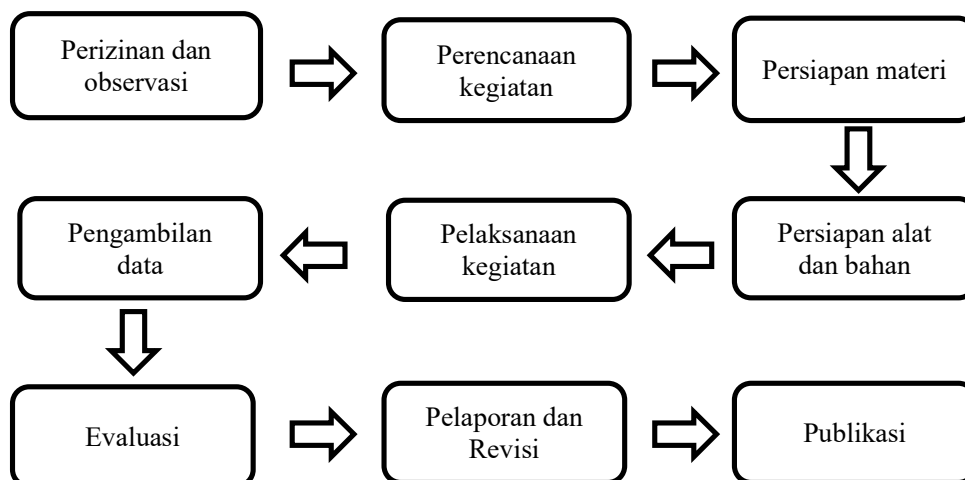 Perizinan dan
observasi
Perencanaan
kegiatan
Persiapan materi
Persiapan alat
dan bahan
Pelaksanaan
kegiatan
Pengambilan
data
Evaluasi
Pelaporan dan
Revisi
Publikasi